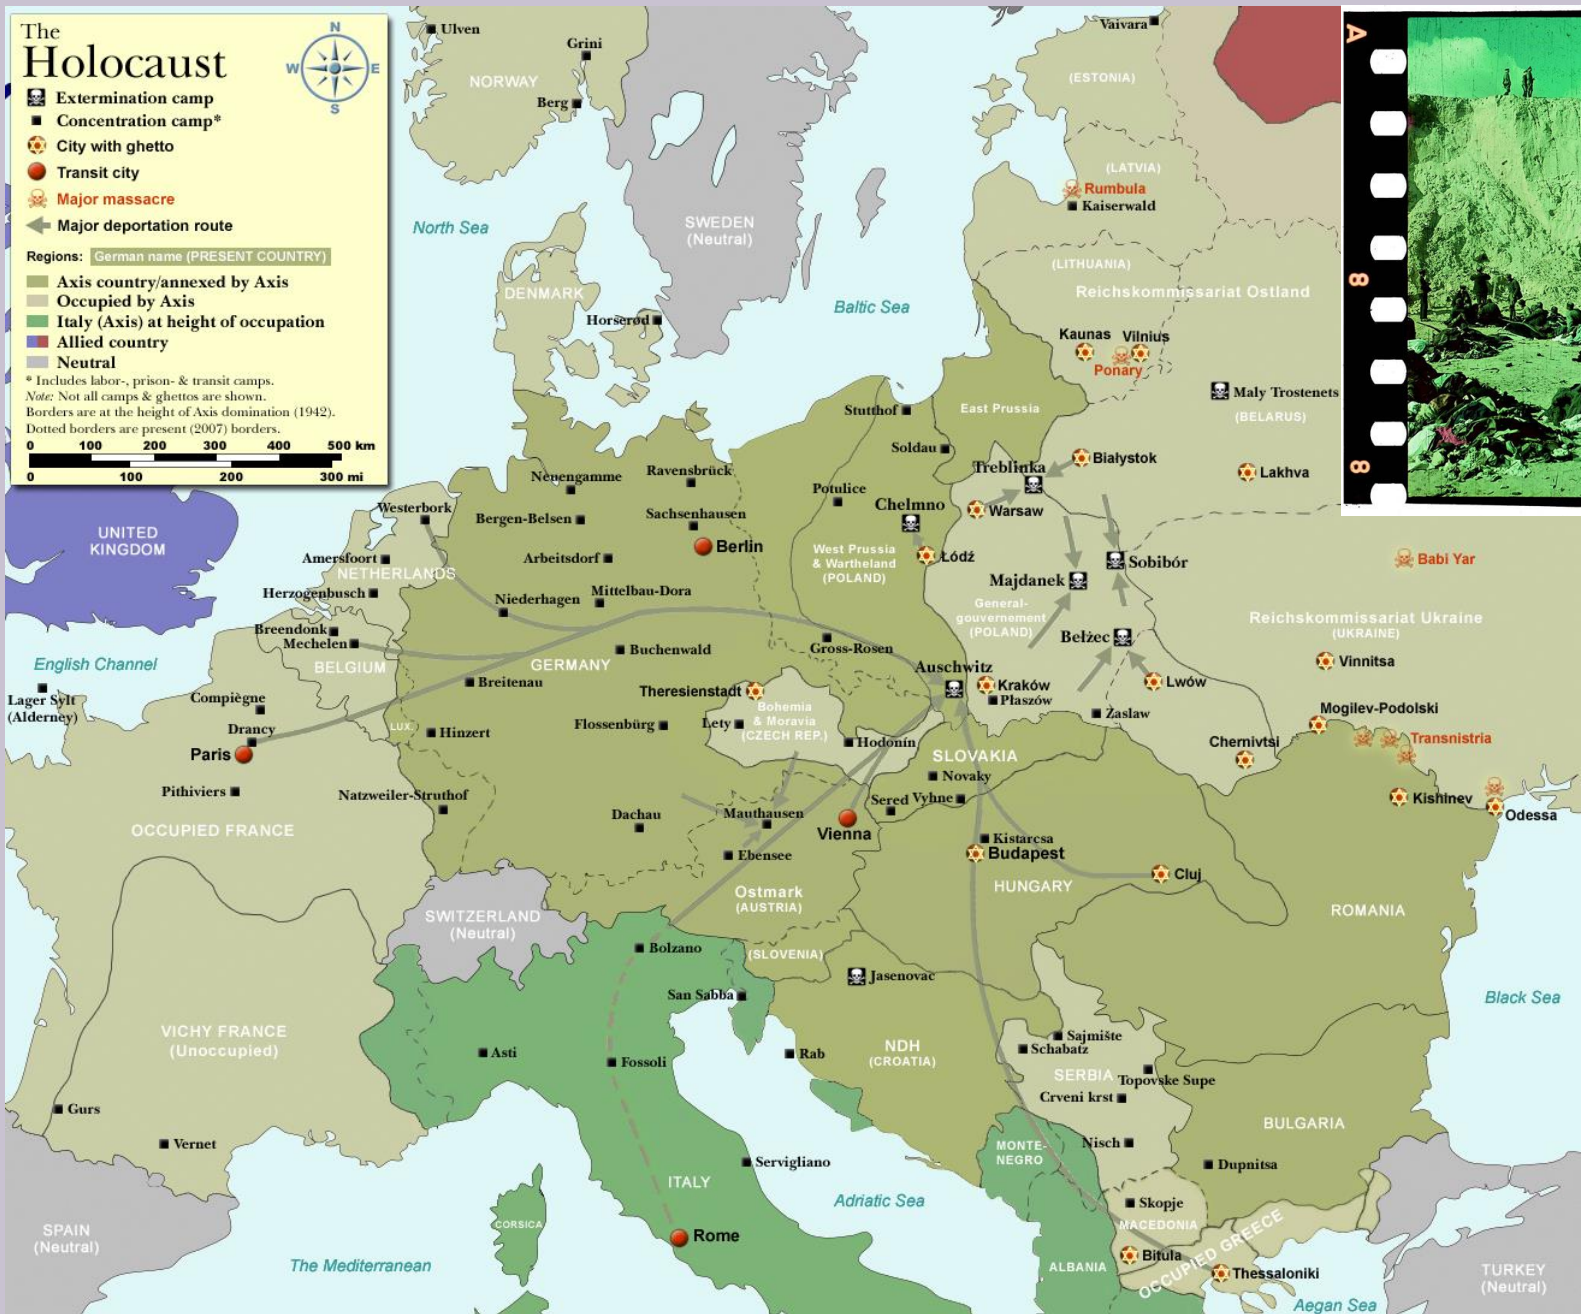 The
Holocaust
N
W E
S
Extermination camp
Concentration camp*
City with ghetto
Transit city
Major massacre
Major deportation route
Regions: German name (PRESENT COUNTRY)
Axis country/annexed by Axis
Occupied by Axis
Italy (Axis) at height of occupation
Allied country
Neutral
* Includes labor-, prison- & transit camps.
Note: Not all camps & ghettos are shown.
Borders are at the height of Axis domination (1942).
Dotted borders are present (2007) borders.
0 100 200 300 400 500 km
0 100 200 300 mi
Ulven
Grini
NORWAY
Berg
Vaivara
(ESTONIA)
A
8
8
(LATVIA)
Rumbula
Kaiserwald
North Sea
SWEDEN
(Neutral)
(LITHUANIA)
Reichskommissariat Ostland
DENMARK
Horserød
Baltic Sea
Kaunas
Vilnius
Ponary
Maly Trostenets
(BELARUS)
Stutthof
East Prussia
Soldau
Treblinka
Białystok
Lakhva
Neuengamme
Ravensbrück
Potulice
Chelmno
Warsaw
Westerbork
Bergen-Belsen
Sachsenhausen
UNITED
KINGDOM
Berlin
West Prussia
& Wartheland
(POLAND)
Łódź
Sobibór
Babi Yar
Amersfoort
NETHERLANDS
Arbeitsdorf
Majdanek
Herzogenbusch
Niederhagen
Mittelbau-Dora
General-
gouvernement
(POLAND)
Reichskommissariat Ukraine
(UKRAINE)
Breendonk
Mechelen
Bełżec
English Channel
BELGIUM
GERMANY
Buchenwald
Gross-Rosen
Auschwitz
Vinnitsa
Lager Sylt
(Alderney)
Compiègne
Breitenau
Theresienstadt
Kraków
Płaszów
Lwów
Bohemia
& Moravia
(CZECH REP.)
Drancy
LUX.
Hinzert
Flossenbürg
Lety
Zaslaw
Mogilev-Podolski
Paris
Hodonín
SLOVAKIA
Chernivtsi
Transnistria
Pithiviers
Natzweiler-Struthof
Novaky
Sered
Vyhne
Kishinev
OCCUPIED FRANCE
Dachau
Mauthausen
Vienna
Odessa
Ebensee
Kistarcsa
Budapest
HUNGARY
Cluj
Ostmark
(AUSTRIA)
SWITZERLAND
(Neutral)
ROMANIA
Bolzano
(SLOVENIA)
Jasenovac
San Sabba
Black Sea
VICHY FRANCE
(Unoccupied)
Asti
Fossoli
Rab
NDH
(CROATIA)
Sajmište
Schabatz
SERBIA
Topovske Supe
Crveni krst
Gurs
Vernet
BULGARIA
MONTE-
NEGRO
Nisch
Servigliano
Dupnitsa
ITALY
Adriatic Sea
Skopje
MACEDONIA
CORSICA
SPAIN
(Neutral)
Rome
The Mediterranean
Bitula
OCCUPIED GREECE
ALBANIA
Thessaloniki
TURKEY
(Neutral)
Aegean Sea